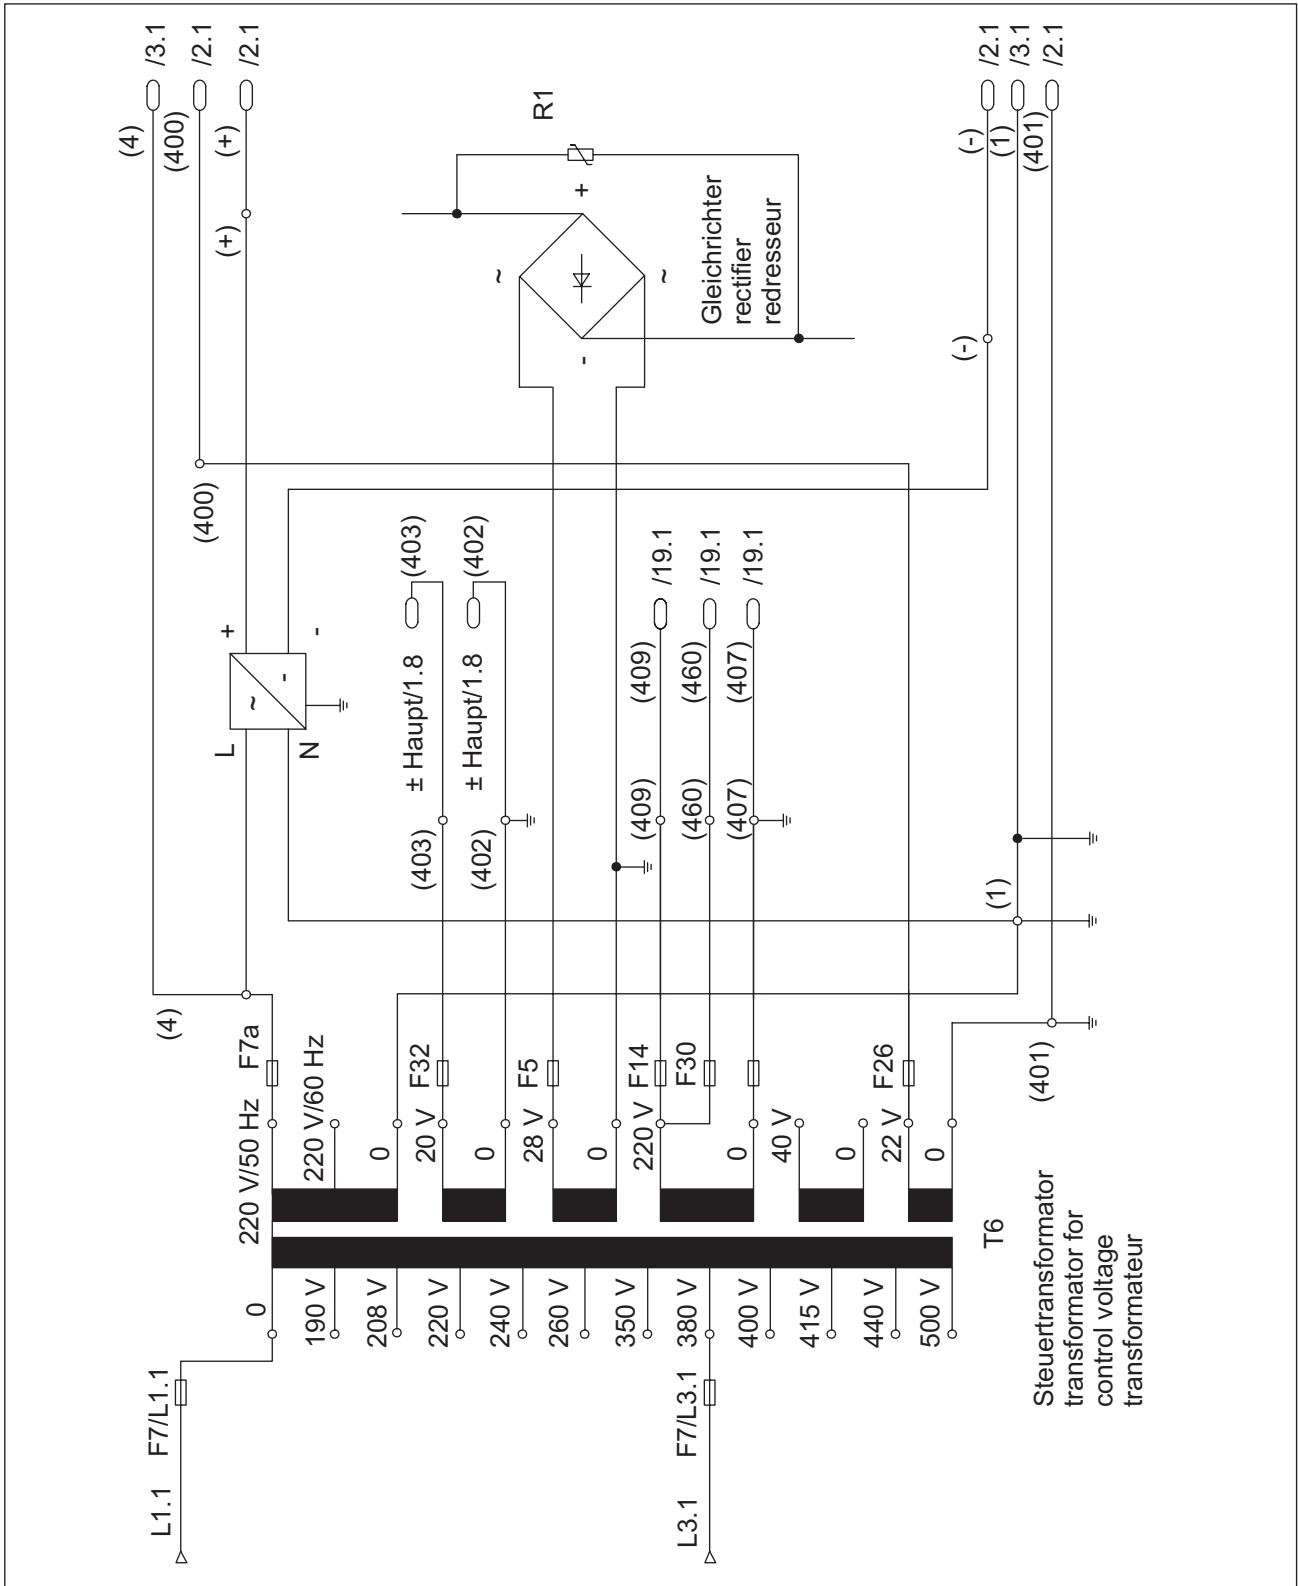 /3.1
/2.1
/2.1
(4)
(400)
(+)
(+)
R1
+
~
~
-
Gleichrichter
rectifier
redresseur
/2.1
/3.1
/2.1
(-)
(1)
(401)
(-)
(400)
+
-
~
-
L
N
(403)
(402)
± Haupt/1.8
± Haupt/1.8
(403)
(402)
/19.1
/19.1
/19.1
(409)
(460)
(407)
(409)
(460)
(407)
(1)
(4)
(401)
F7a
F32
F5
F14
F30
F26
220 V/50 Hz
220 V/60 Hz
0
20 V
0
28 V
0
220 V
0
40 V
0
22 V
0
T6
0
190 V
208 V
220 V
240 V
260 V
350 V
380 V
400 V
415 V
440 V
500 V
Steuertransformator
transformator for
control voltage
transformateur
L1.1
F7/L1.1
L3.1
F7/L3.1